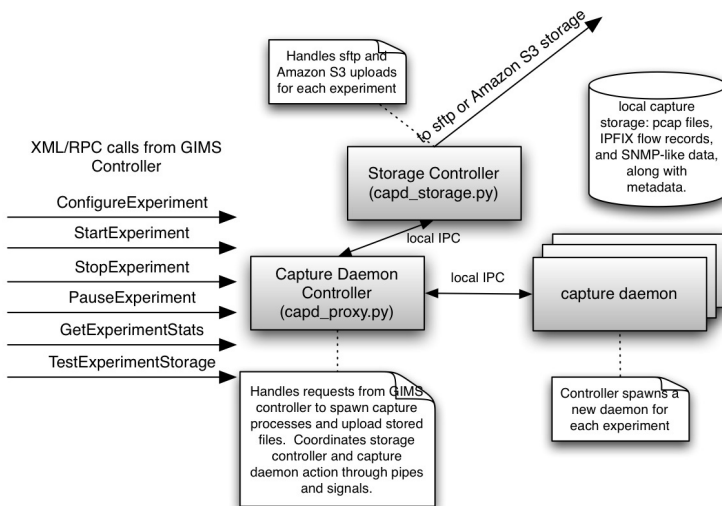 Handles sftp and
Amazon S3 uploads
for each experiment
to sftp or Amazon S3 storage
local capture
storage: pcap files,
IPFIX flow records,
and SNMP-like data,
along with
metadata.
XML/RPC calls from GIMS
Controller
Storage Controller
(capd_storage.py)
ConfigureExperiment
StartExperiment
StopExperiment
PauseExperiment
GetExperimentStats
TestExperimentStorage
local IPC
Capture Daemon
Controller
(capd_proxy.py)
local IPC
capture daemon
Handles requests from GIMS
controller to spawn capture
processes and upload stored
files. Coordinates storage
controller and capture
daemon action through pipes
and signals.
Controller spawns a
new daemon for
each experiment